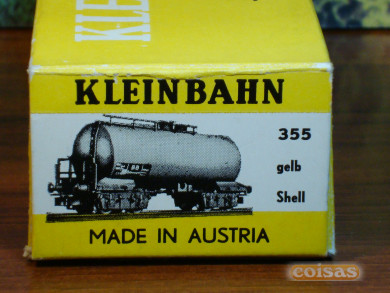 KLEINBAHN
355
gelb
Shell
MADE IN AUSTRIA
coisas